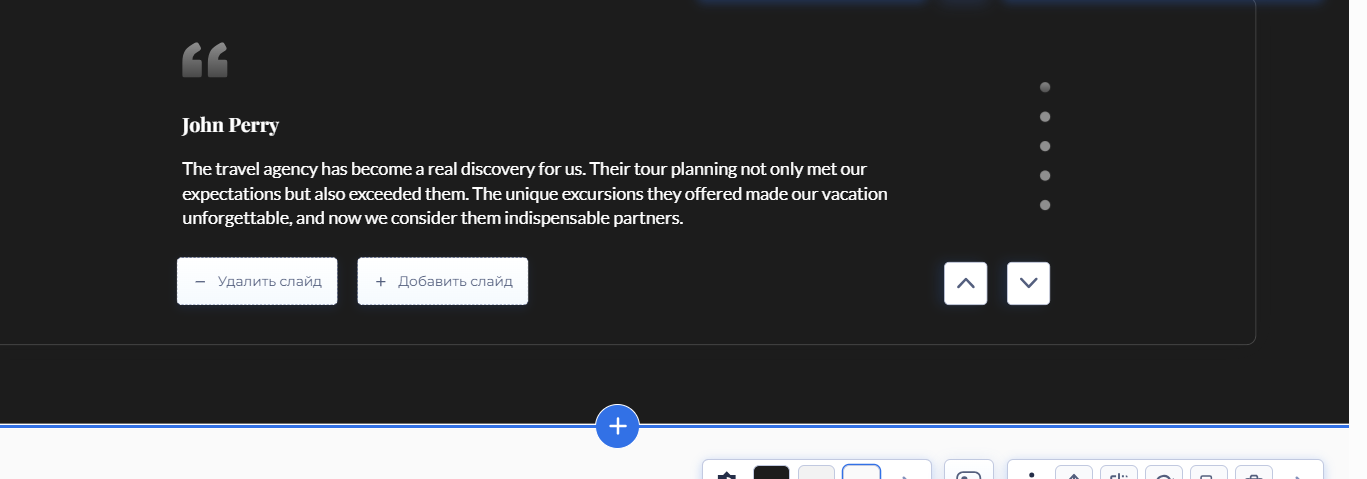 John Perry
The travel agency has become a real discovery for us. Their tour planning not only met our
expectations but also exceeded them. The unique excursions they offered made our vacation
unforgettable, and now we consider them indispensable partners.
− Удалить слайд + Добавить слайд